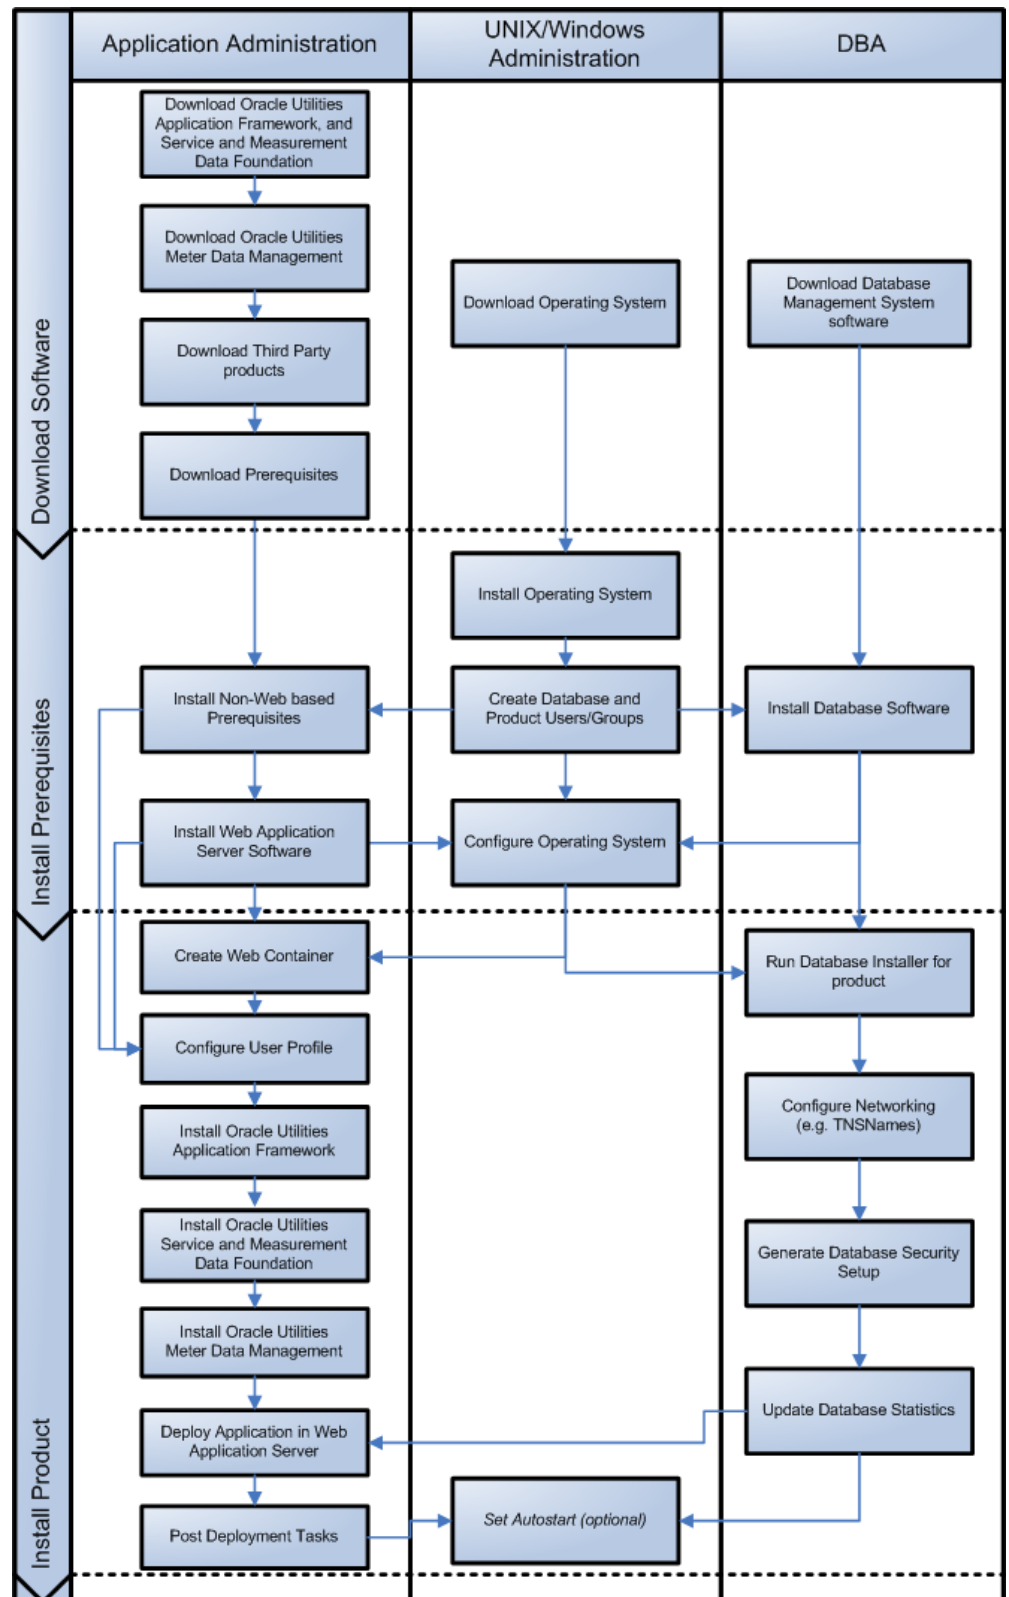 Application Administration
UNIX/Windows
Administration
DBA
Download Software
Download Oracle Utilities
Application Framework, and
Service and Measurement
Data Foundation
Download Oracle Utilities
Meter Data Management
Download Third Party
products
Download Prerequisites
Download Operating System
Download Database
Management System
software
Install Prerequisites
Install Operating System
Install Non-Web based
Prerequisites
Create Database and
Product Users/Groups
Install Database Software
Install Web Application
Server Software
Configure Operating System
Install Product
Create Web Container
Run Database Installer for
product
Configure User Profile
Configure Networking
(e.g. TNSNames)
Install Oracle Utilities
Application Framework
Install Oracle Utilities
Service and Measurement
Data Foundation
Generate Database Security
Setup
Install Oracle Utilities
Meter Data Management
Update Database Statistics
Deploy Application in Web
Application Server
Post Deployment Tasks
Set Autostart (optional)